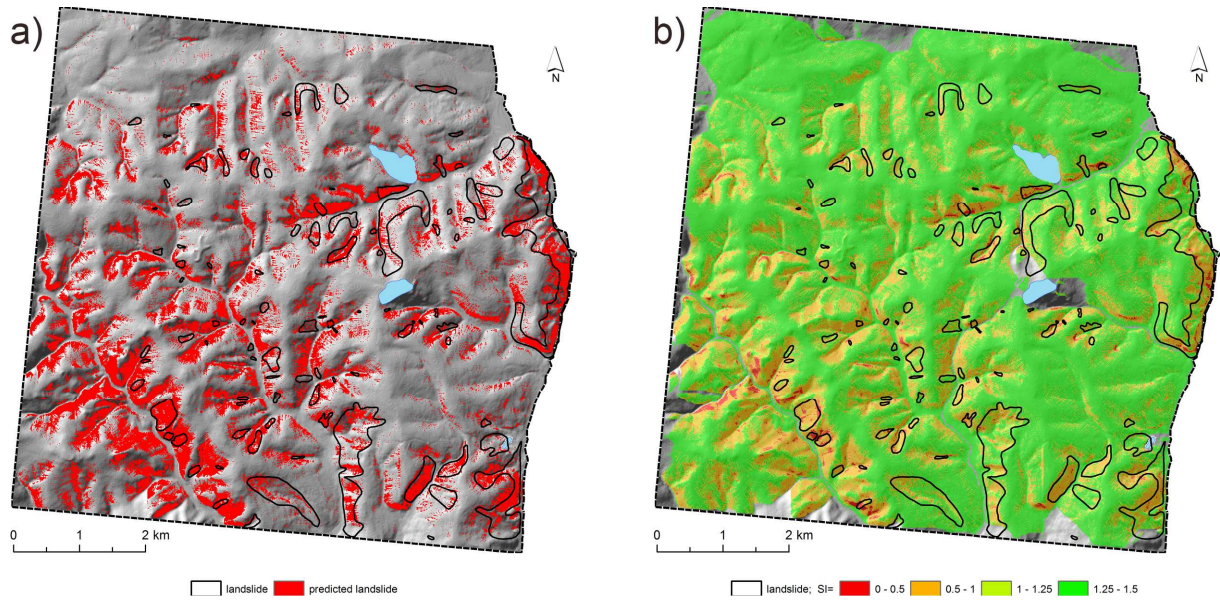 a)
N
0 1 2 km
landslide predicted landslide
b)
N
0 1 2 km
landslide; SI= 0 - 0.5 0.5 - 1 1 - 1.25 1.25 - 1.5